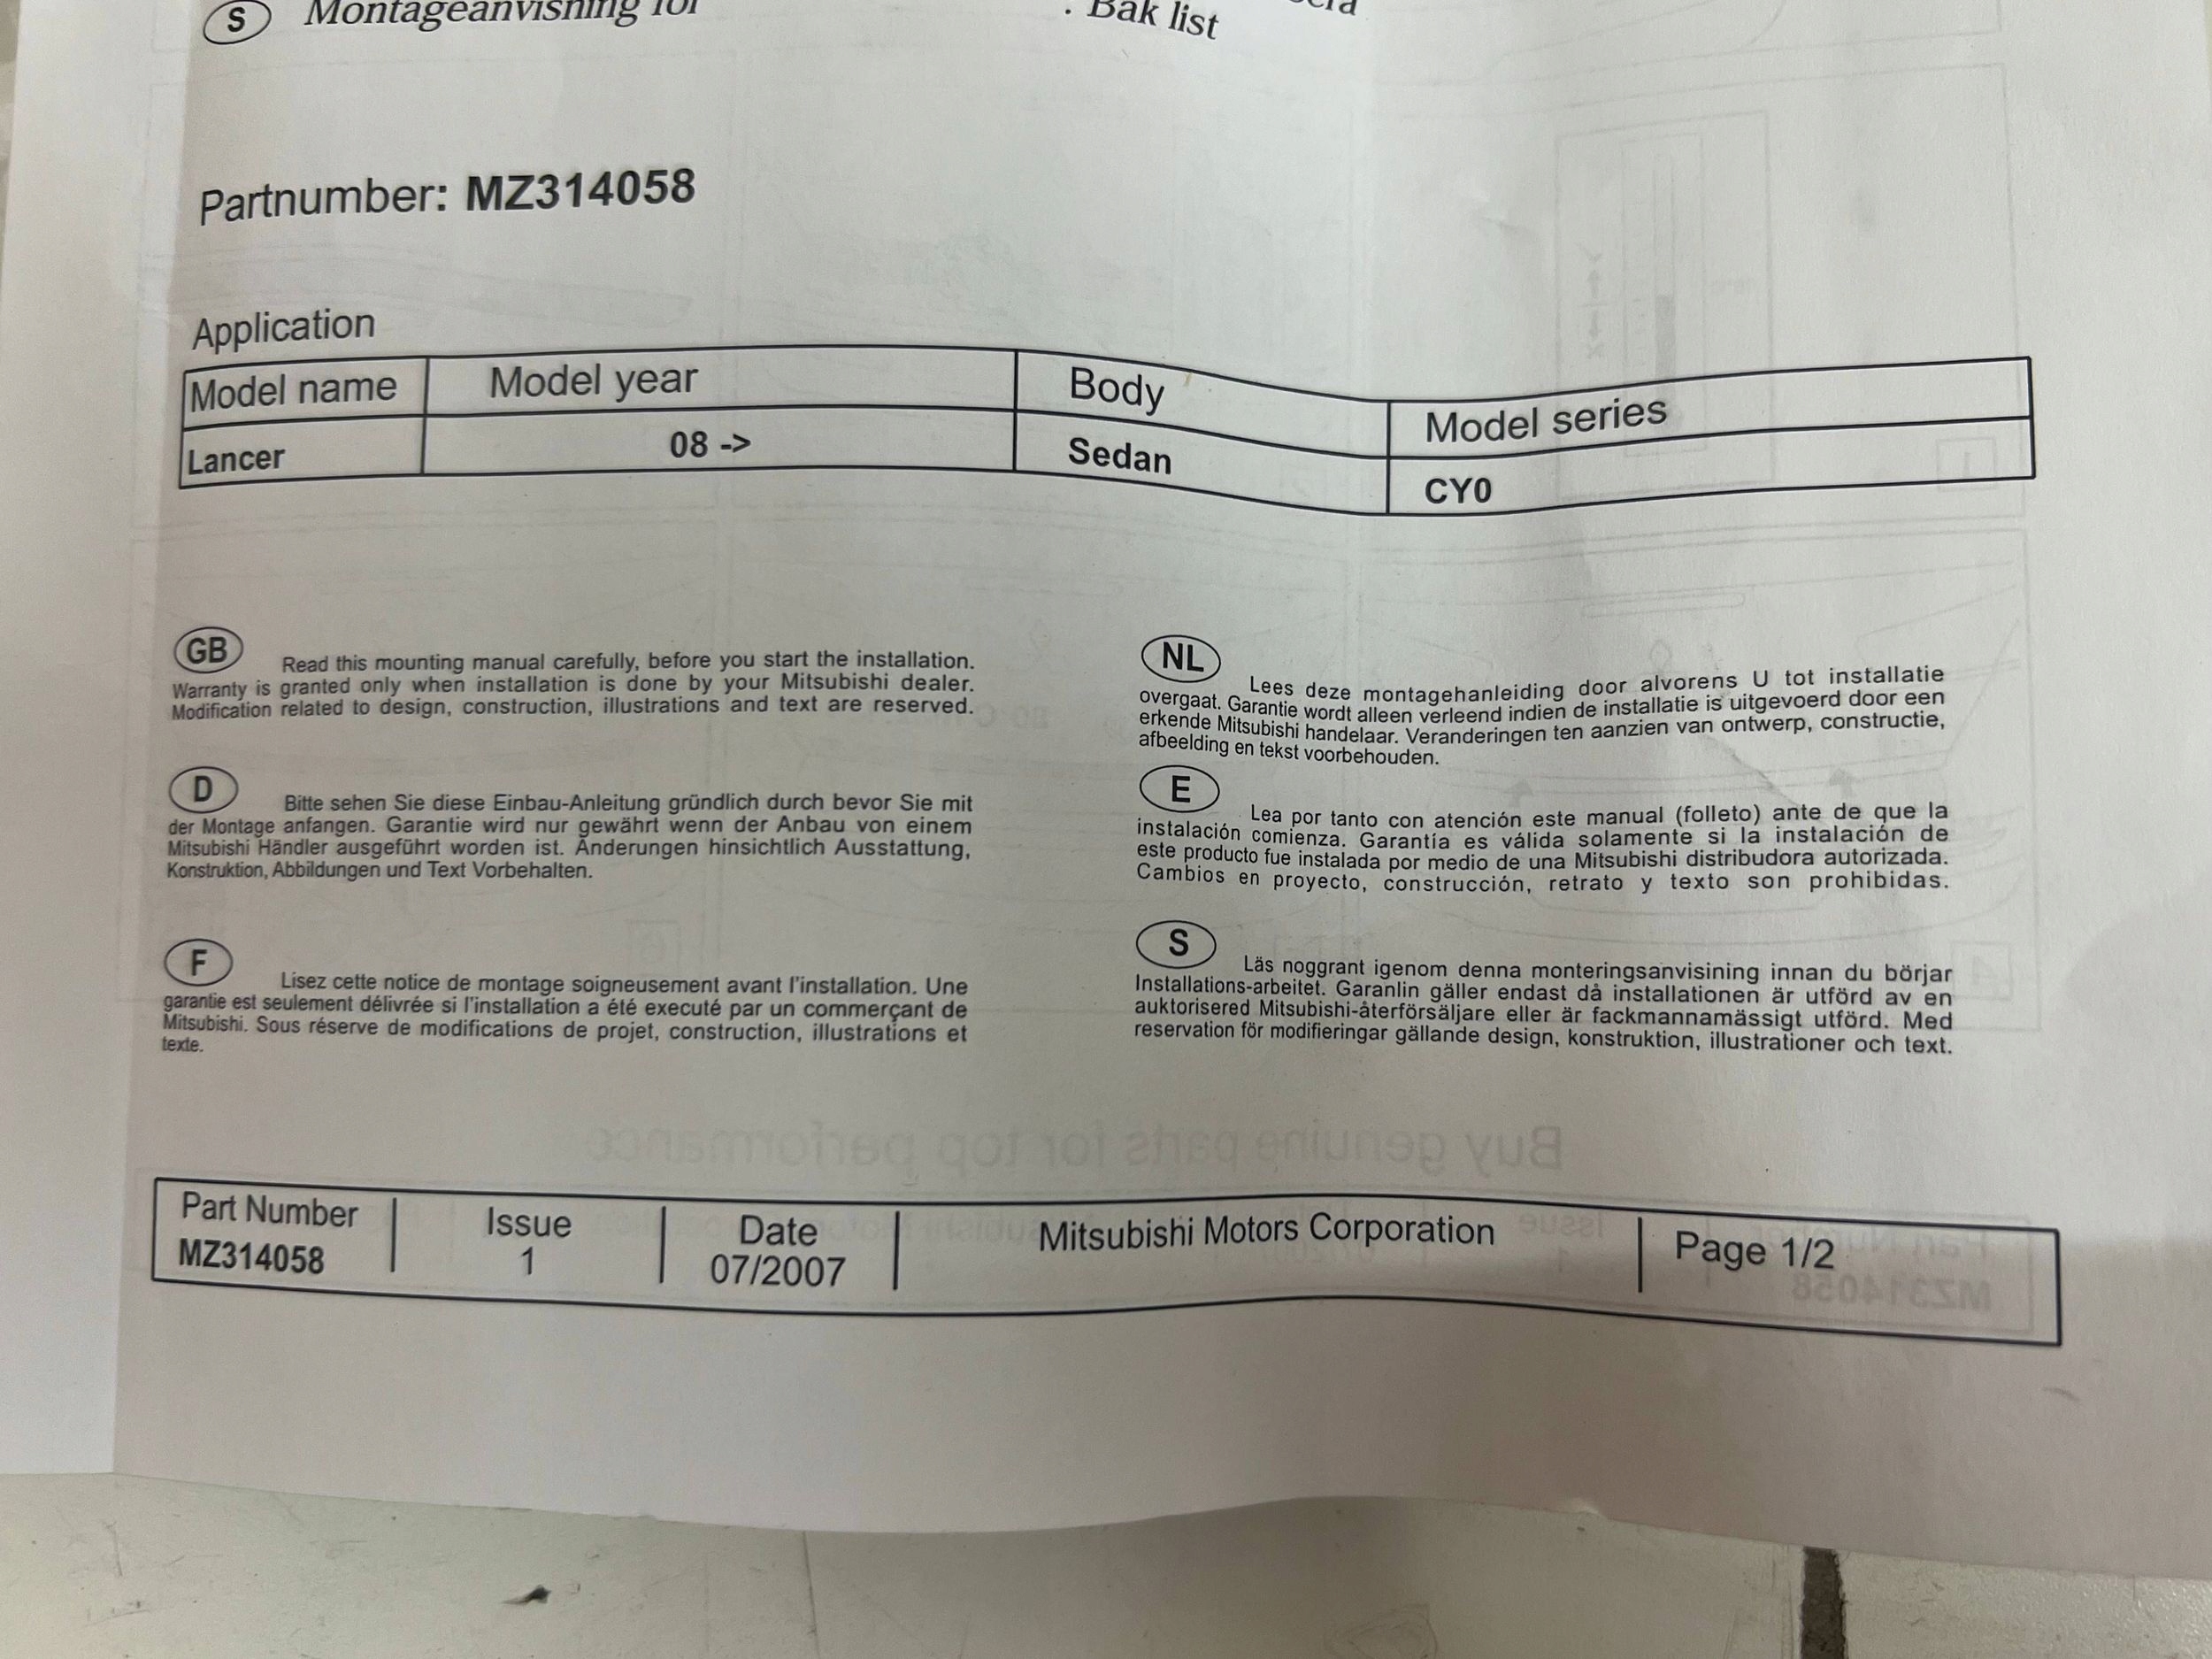 S Montageanvisning för
. Bak list
Partnumber: MZ314058
Application
Model name Model year Body Model series
Lancer 08 -> Sedan CY0
GB Read this mounting manual carefully, before you start the installation.
Warranty is granted only when installation is done by your Mitsubishi dealer.
Modification related to design, construction, illustrations and text are reserved.
D Bitte sehen Sie diese Einbau-Anleitung gründlich durch bevor Sie mit
der Montage anfangen. Garantie wird nur gewährt wenn der Anbau von einem
Mitsubishi Händler ausgeführt worden ist. Änderungen hinsichtlich Ausstattung,
Konstruktion, Abbildungen und Text Vorbehalten.
F Lisez cette notice de montage soigneusement avant l'installation. Une
garantie est seulement délivrée si l'installation a été executé par un commerçant de
Mitsubishi. Sous réserve de modifications de projet, construction, illustrations et
texte.
NL Lees deze montagehanleiding door alvorens U tot installatie
overgaat. Garantie wordt alleen verleend indien de installatie is uitgevoerd door een
erkende Mitsubishi handelaar. Veranderingen ten aanzien van ontwerp, constructie,
afbeelding en tekst voorbehouden.
E Lea por tanto con atención este manual (folleto) ante de que la
instalación comienza. Garantía es válida solamente si la instalación de
este producto fue instalada por medio de una Mitsubishi distribudora autorizada.
Cambios en proyecto, construcción, retrato y texto son prohibidas.
S Läs noggrant igenom denna monteringsanvisining innan du börjar
Installations-arbeitet. Garanlin gäller endast då installationen är utförd av en
auktorisered Mitsubishi-återförsäljare eller är fackmannamässigt utförd. Med
reservation för modifieringar gällande design, konstruktion, illustrationer och text.
Buy genuine parts for top performance
Part Number Issue Date Mitsubishi Motors Corporation Page 1/2
MZ314058 1 07/2007